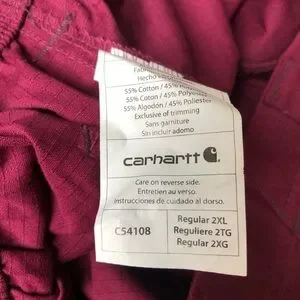 Hecho
55% Cotton / 45% Polyester
55% Coton / 45% Polyester
55% Algodón / 45% Poliester
Exclusive of trimming
Sans garniture
Sin incluir adorno
carhartt
Care on reverse side.
Entretien au verso.
instrucciones de cuidado al dorso.
C54108
Regular 2XL
Reguliere 2TG
Regular 2XG